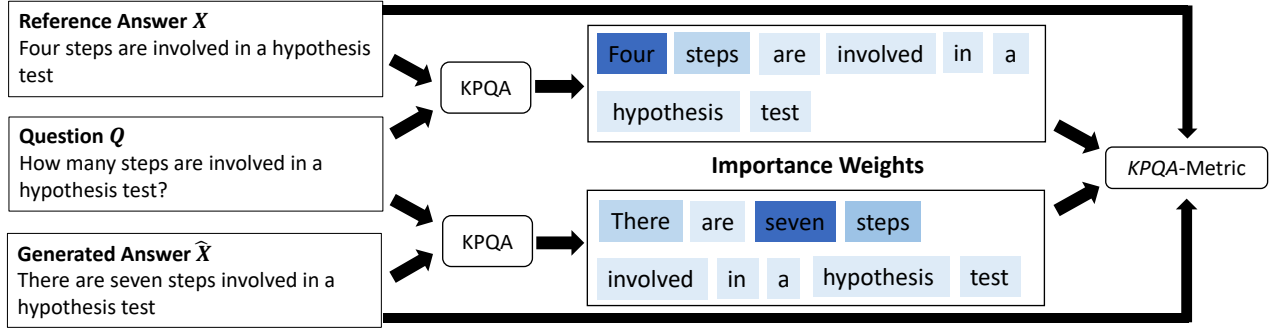 Reference Answer X
Four steps are involved in a hypothesis
test
Question Q
How many steps are involved in a
hypothesis test?
Generated Answer X̂
There are seven steps involved in a
hypothesis test
KPQA
KPQA
Four steps are involved in a
hypothesis test
Importance Weights
There are seven steps
involved in a hypothesis test
KPQA-Metric